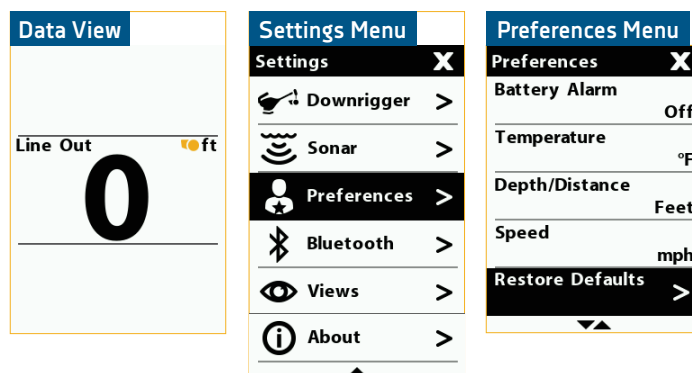 Data View
Line Out ft
0
Settings Menu
Settings X
Downrigger >
Sonar >
Preferences >
Bluetooth >
Views >
About >
Preferences Menu
Preferences X
Battery Alarm
Off
Temperature
°F
Depth/Distance
Feet
Speed
mph
Restore Defaults >